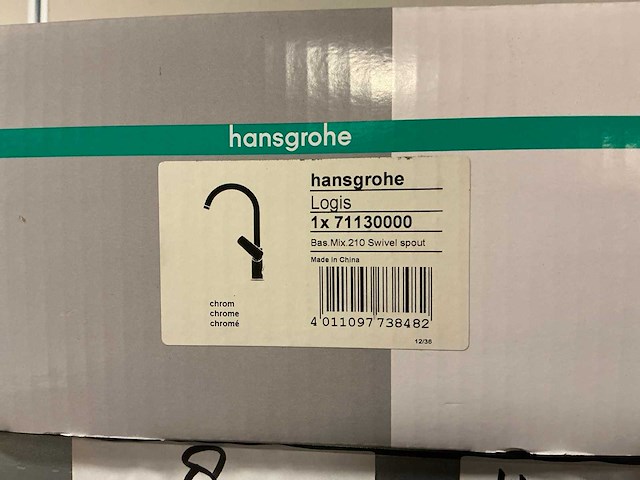 hansgrohe
hansgrohe
Logis
1x 71130000
Bas.Mix.210 Swivel spout
Made in China
chrom
chrome
chromé
4 011097 738482
12/36